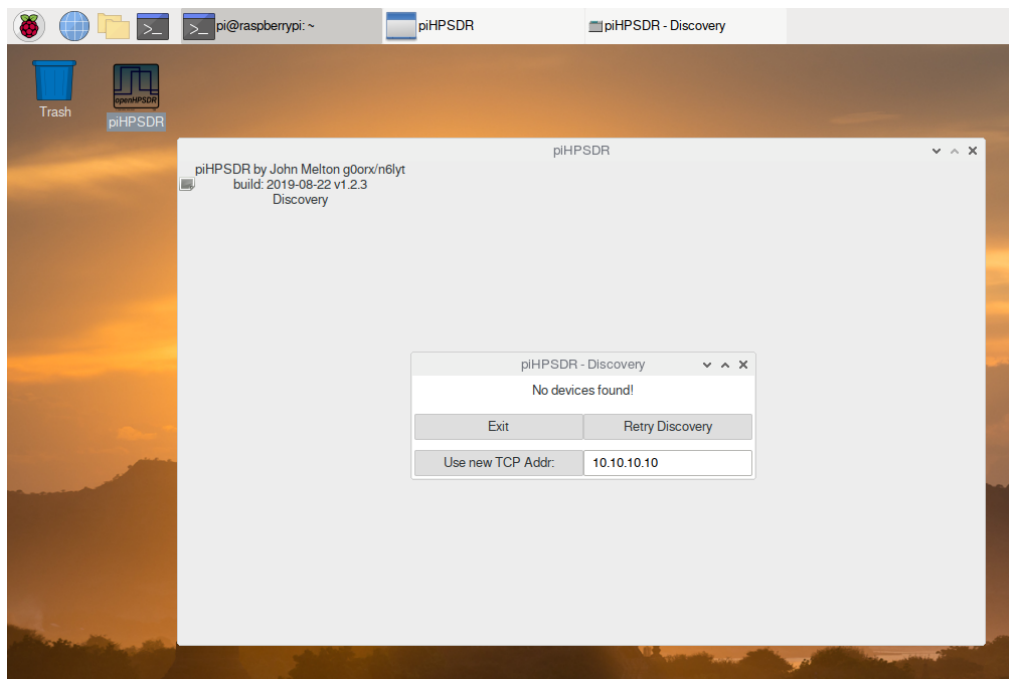 pi@raspberrypi: ~
piHPSDR
piHPSDR - Discovery
Trash
openHPSDR
piHPSDR
piHPSDR
piHPSDR by John Melton g0orx/n6lyt
build: 2019-08-22 v1.2.3
Discovery
piHPSDR - Discovery
No devices found!
Exit
Retry Discovery
Use new TCP Addr:
10.10.10.10